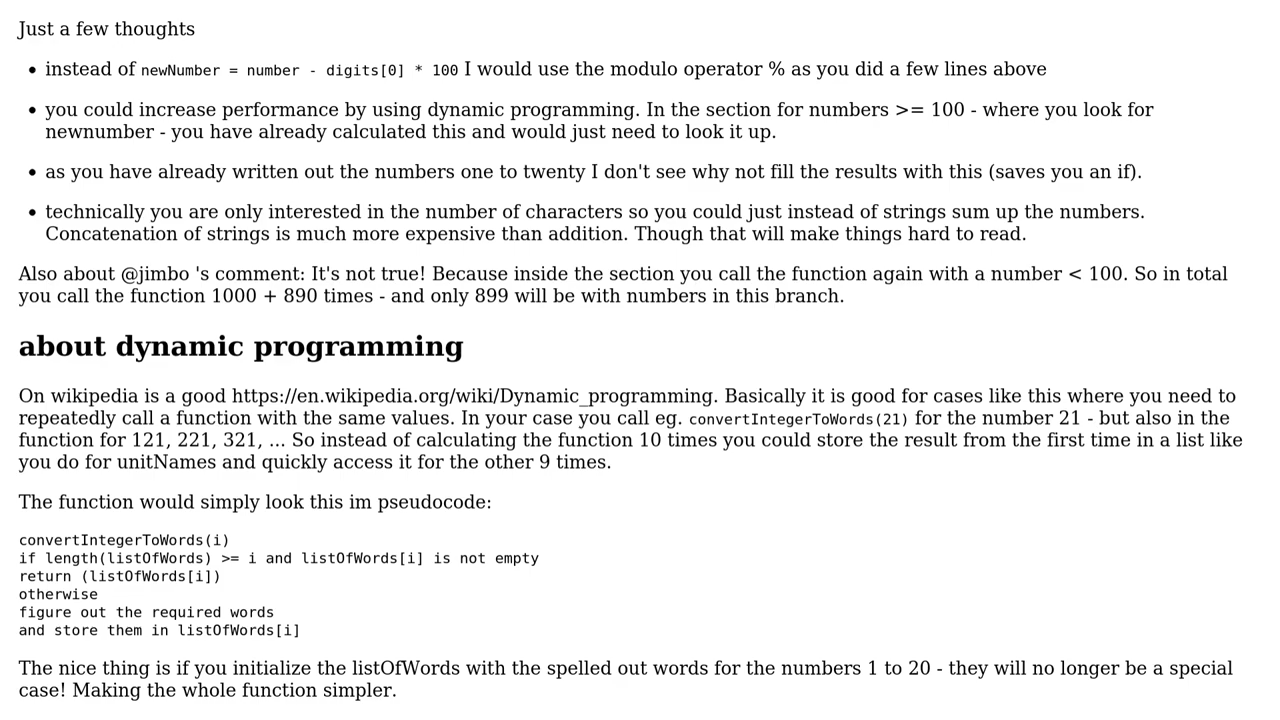 Just a few thoughts
• instead of newNumber = number - digits[0] * 100 I would use the modulo operator % as you did a few lines above
• you could increase performance by using dynamic programming. In the section for numbers >= 100 - where you look for
newnumber - you have already calculated this and would just need to look it up.
• as you have already written out the numbers one to twenty I don't see why not fill the results with this (saves you an if).
• technically you are only interested in the number of characters so you could just instead of strings sum up the numbers.
Concatenation of strings is much more expensive than addition. Though that will make things hard to read.
Also about @jimbo 's comment: It's not true! Because inside the section you call the function again with a number < 100. So in total
you call the function 1000 + 890 times - and only 899 will be with numbers in this branch.
about dynamic programming
On wikipedia is a good https://en.wikipedia.org/wiki/Dynamic_programming. Basically it is good for cases like this where you need to
repeatedly call a function with the same values. In your case you call eg. convertIntegerToWords(21) for the number 21 - but also in the
function for 121, 221, 321, ... So instead of calculating the function 10 times you could store the result from the first time in a list like
you do for unitNames and quickly access it for the other 9 times.
The function would simply look this im pseudocode:
convertIntegerToWords(i)
if length(listOfWords) >= i and listOfWords[i] is not empty
return (listOfWords[i])
otherwise
figure out the required words
and store them in listOfWords[i]
The nice thing is if you initialize the listOfWords with the spelled out words for the numbers 1 to 20 - they will no longer be a special
case! Making the whole function simpler.